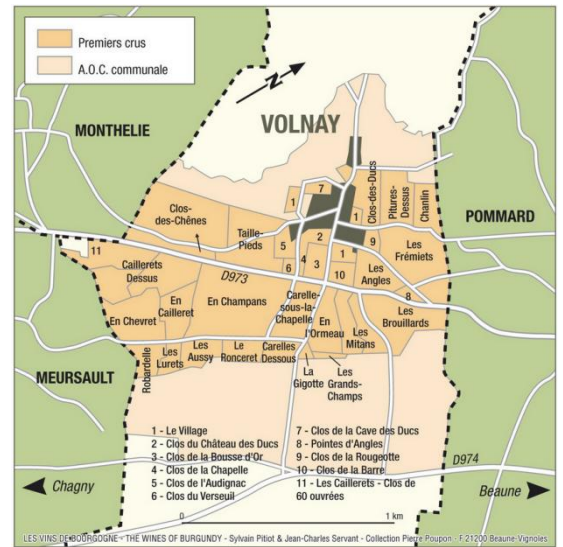 Premiers crus
A.O.C. communale
N
VOLNAY
MONTHELIE
POMMARD
MEURSAULT
Clos-
des-Chênes
Taille-
Pieds
Clos-des-Ducs
Pitures-
Dessus
Chanlin
Les
Frémiets
Les
Angles
Les
Brouillards
Caillerets
Dessus
D973
En
Cailleret
En Champans
En Chevret
Carelle-
sous-la-
Chapelle
En
l'Ormeau
Les
Mitans
Robardelle
Les
Lurets
Les
Aussy
Le
Ronceret
Carelles
Dessous
La
Gigotte
Les
Grands-
Champs
1
7
1
2
5
4
3
6
1
10
9
8
11
1 - Le Village
2 - Clos du Château des Ducs
3 - Clos de la Bousse d'Or
4 - Clos de la Chapelle
5 - Clos de l'Audignac
6 - Clos du Verseuil
7 - Clos de la Cave des Ducs
8 - Pointes d'Angles
9 - Clos de la Rougeotte
10 - Clos de la Barre
11 - Les Caillerets - Clos de
60 ouvrées
D974
Chagny
Beaune
0
1 km
LES VINS DE BOURGOGNE - THE WINES OF BURGUNDY - Sylvain Pitiot & Jean-Charles Servant - Collection Pierre Poupon - F 21200 Beaune-Vignoles